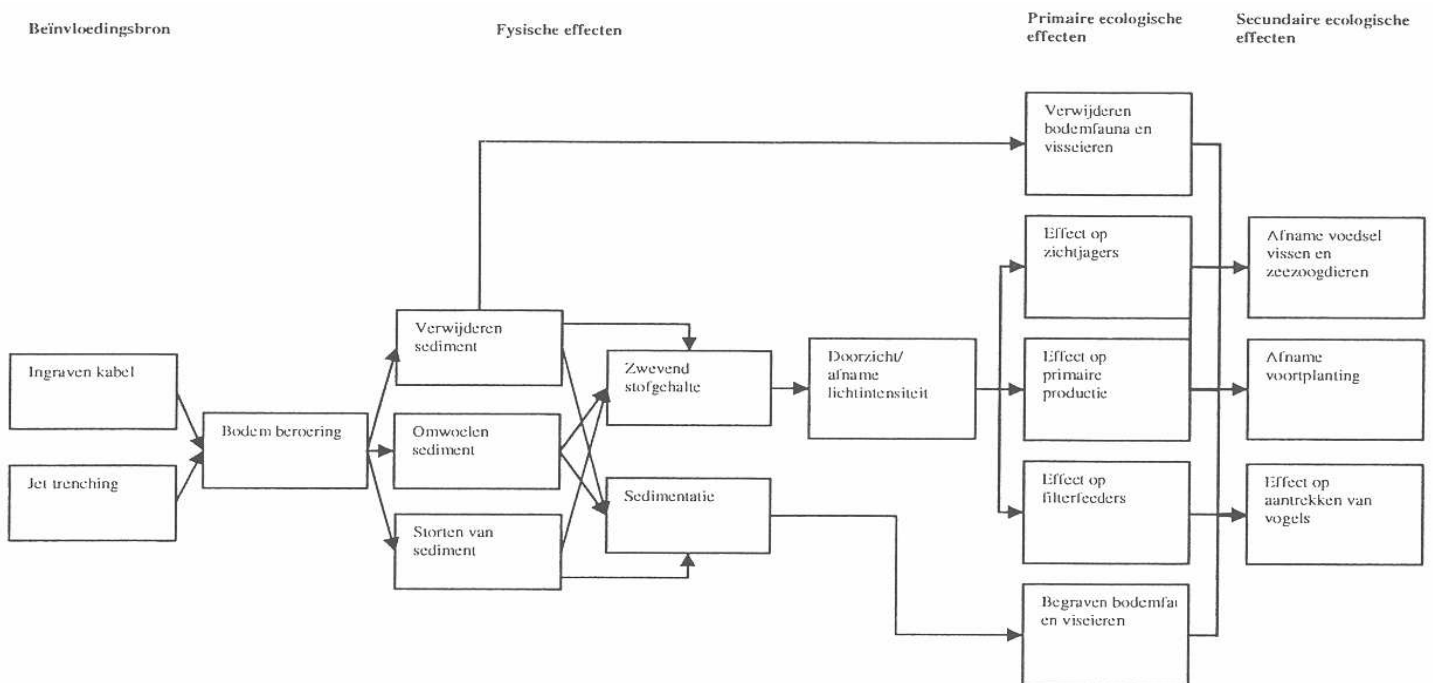 Beïnvloedingsbron
Fysische effecten
Primaire ecologische
effecten
Secundaire ecologische
effecten
Ingraven kabel
Jet trenching
Bodem beroering
Verwijderen
sediment
Omwoelen
sediment
Storten van
sediment
Zwevend
stofgehalte
Sedimentatie
Doorzicht/
afname
lichtintensiteit
Verwijderen
bodemfauna en
visseieren
Effect op
zichtjagers
Effect op
primaire
productie
Effect op
filterfeeders
Begraven bodemfau
en viseieren
Afname voedsel
vissen en
zeezoogdieren
Afname
voortplanting
Effect op
aantrekken van
vogels